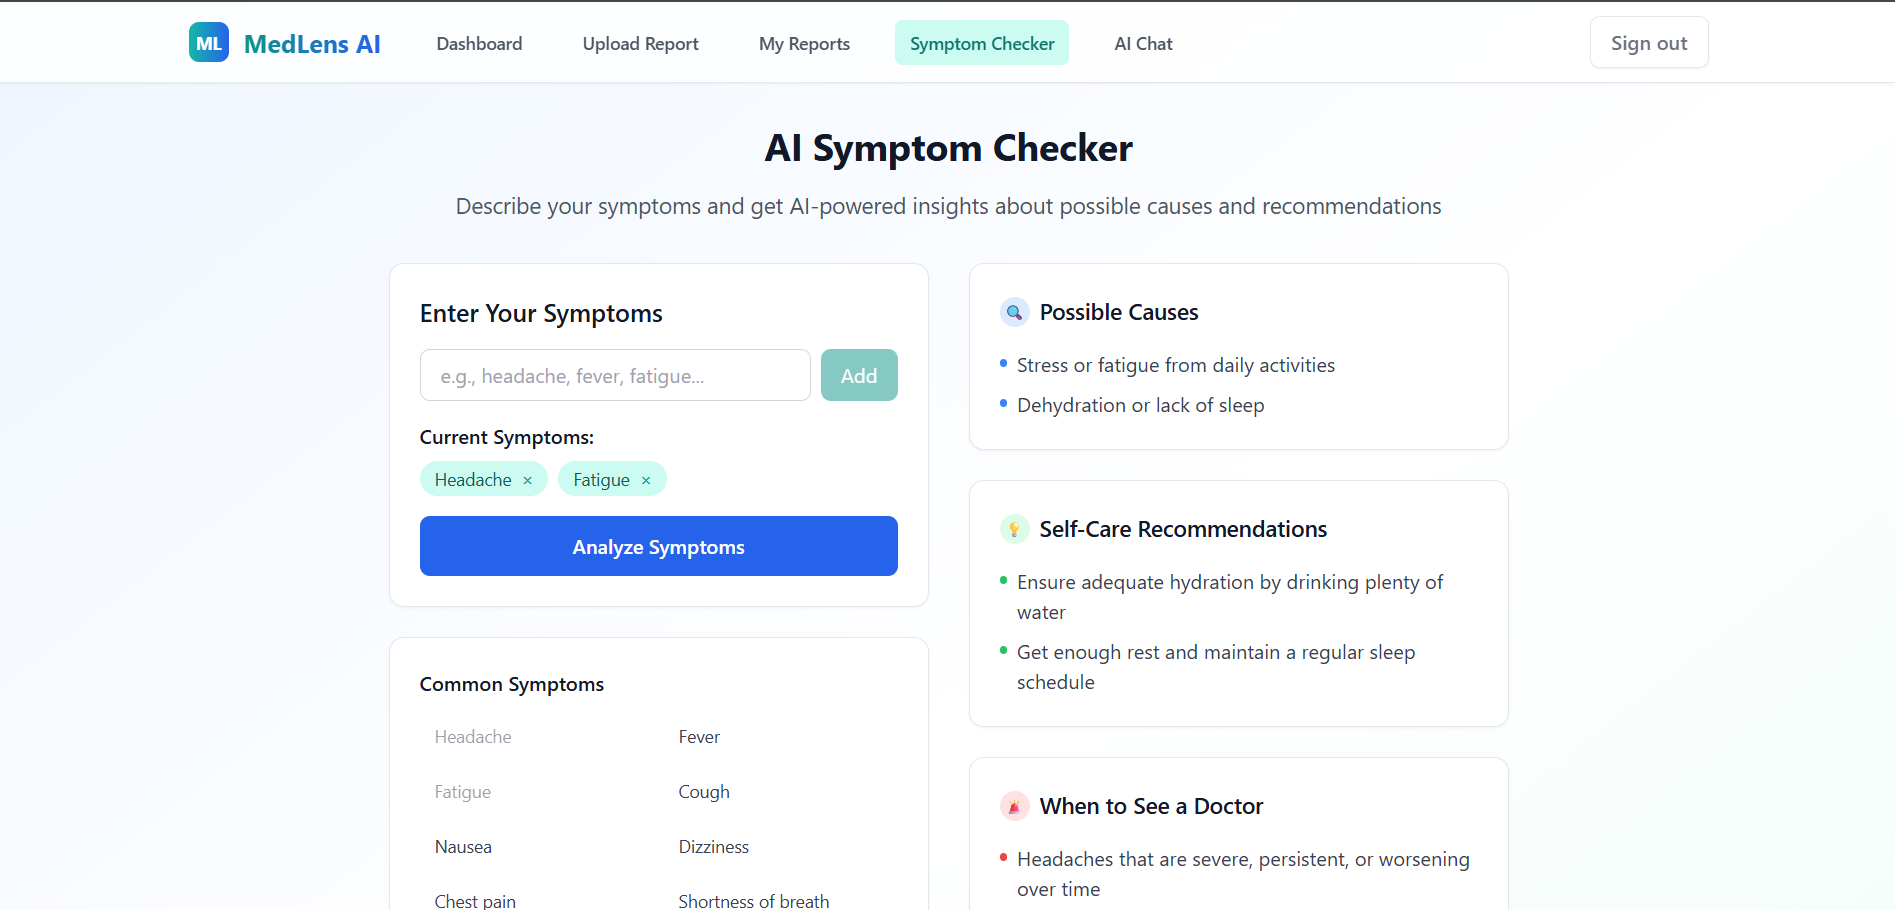 ML MedLens AI Dashboard Upload Report My Reports Symptom Checker AI Chat Sign out
AI Symptom Checker
Describe your symptoms and get AI-powered insights about possible causes and recommendations
Enter Your Symptoms
e.g., headache, fever, fatigue... Add
Current Symptoms:
Headache × Fatigue ×
Analyze Symptoms
Common Symptoms
Headache Fever
Fatigue Cough
Nausea Dizziness
Chest pain Shortness of breath
Possible Causes
Stress or fatigue from daily activities
Dehydration or lack of sleep
Self-Care Recommendations
Ensure adequate hydration by drinking plenty of
water
Get enough rest and maintain a regular sleep
schedule
When to See a Doctor
Headaches that are severe, persistent, or worsening
over time